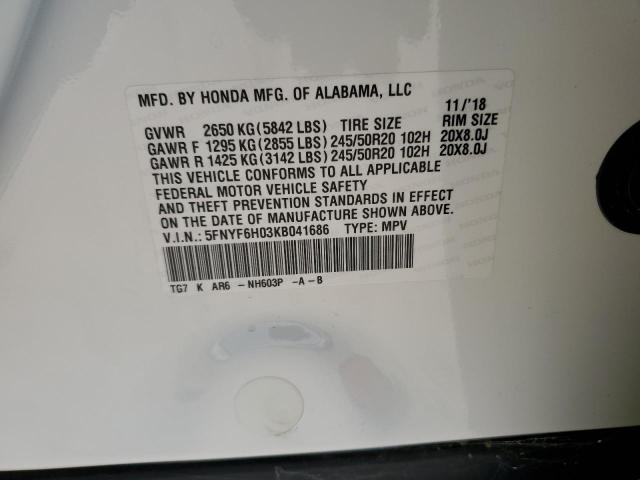 MFD. BY HONDA MFG. OF ALABAMA, LLC 11/'18
GVWR 2650 KG (5842 LBS) TIRE SIZE RIM SIZE
GAWR F 1295 KG (2855 LBS) 245/50R20 102H 20X8.0J
GAWR R 1425 KG (3142 LBS) 245/50R20 102H 20X8.0J
THIS VEHICLE CONFORMS TO ALL APPLICABLE
FEDERAL MOTOR VEHICLE SAFETY
AND THEFT PREVENTION STANDARDS IN EFFECT
ON THE DATE OF MANUFACTURE SHOWN ABOVE.
V.I.N.: 5FNYF6H03KB041686 TYPE: MPV
TG7 K AR6 -NH603P -A-B